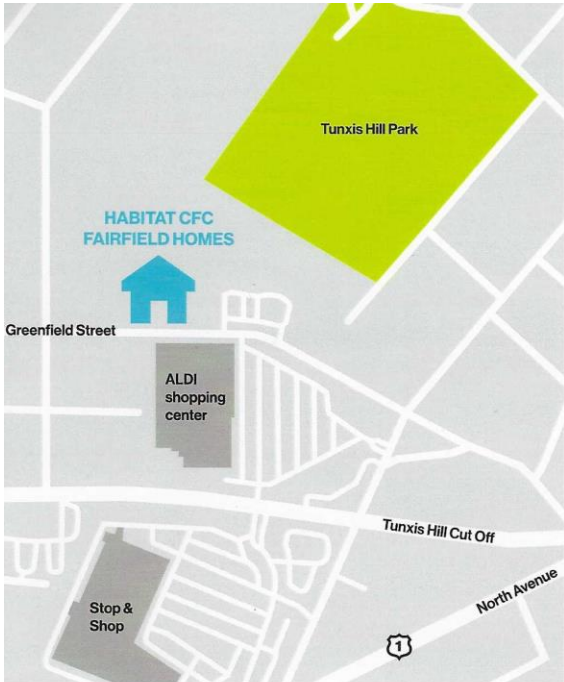 Tunxis Hill Park
HABITAT CFC
FAIRFIELD HOMES
Greenfield Street
ALDI
shopping
center
Tunxis Hill Cut Off
North Avenue
Stop &
Shop
1